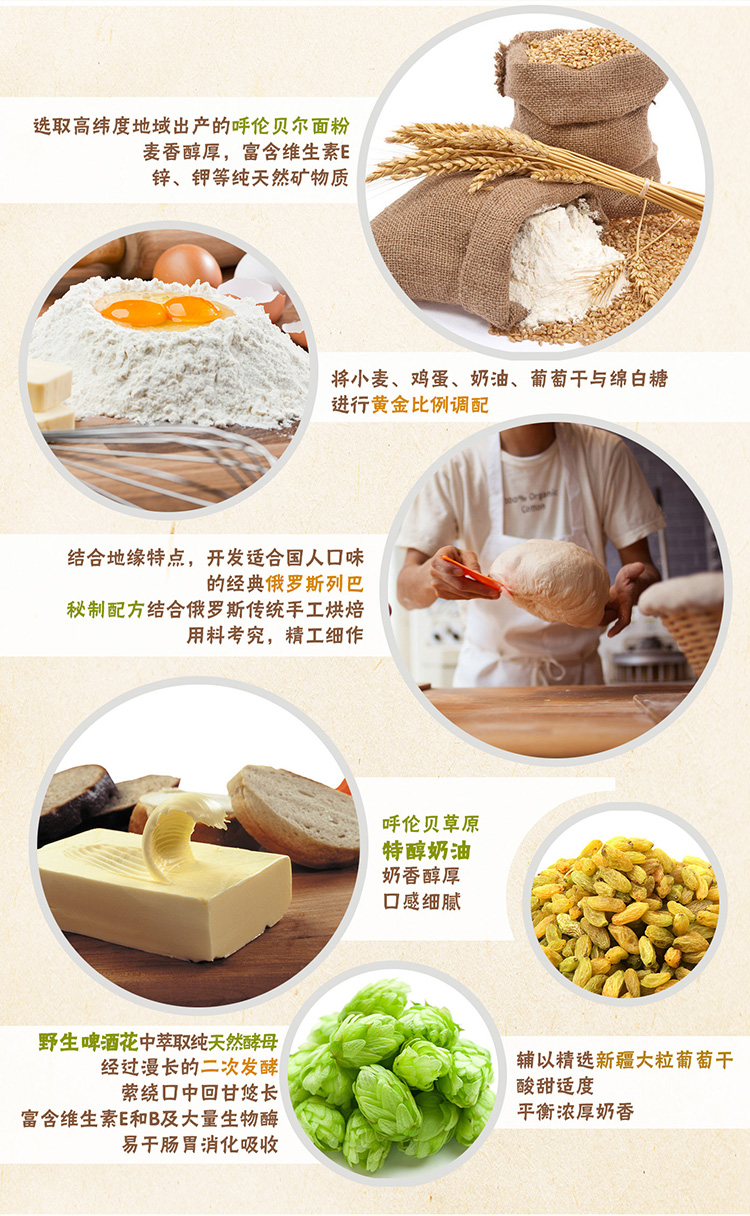 选取高纬度地域出产的呼伦贝尔面粉
麦香醇厚，富含维生素E
锌、钾等纯天然矿物质
将小麦、鸡蛋、奶油、葡萄干与绵白糖
进行黄金比例调配
100% Organic
Cotton
结合地缘特点，开发适合国人口味
的经典俄罗斯列巴
秘制配方结合俄罗斯传统手工烘焙
用料考究，精工细作
呼伦贝草原
特醇奶油
奶香醇厚
口感细腻
野生啤酒花中萃取纯天然酵母
经过漫长的二次发酵
萦绕口中回甘悠长
富含维生素E和B及大量生物酶
易干肠胃消化吸收
辅以精选新疆大粒葡萄干
酸甜适度
平衡浓厚奶香